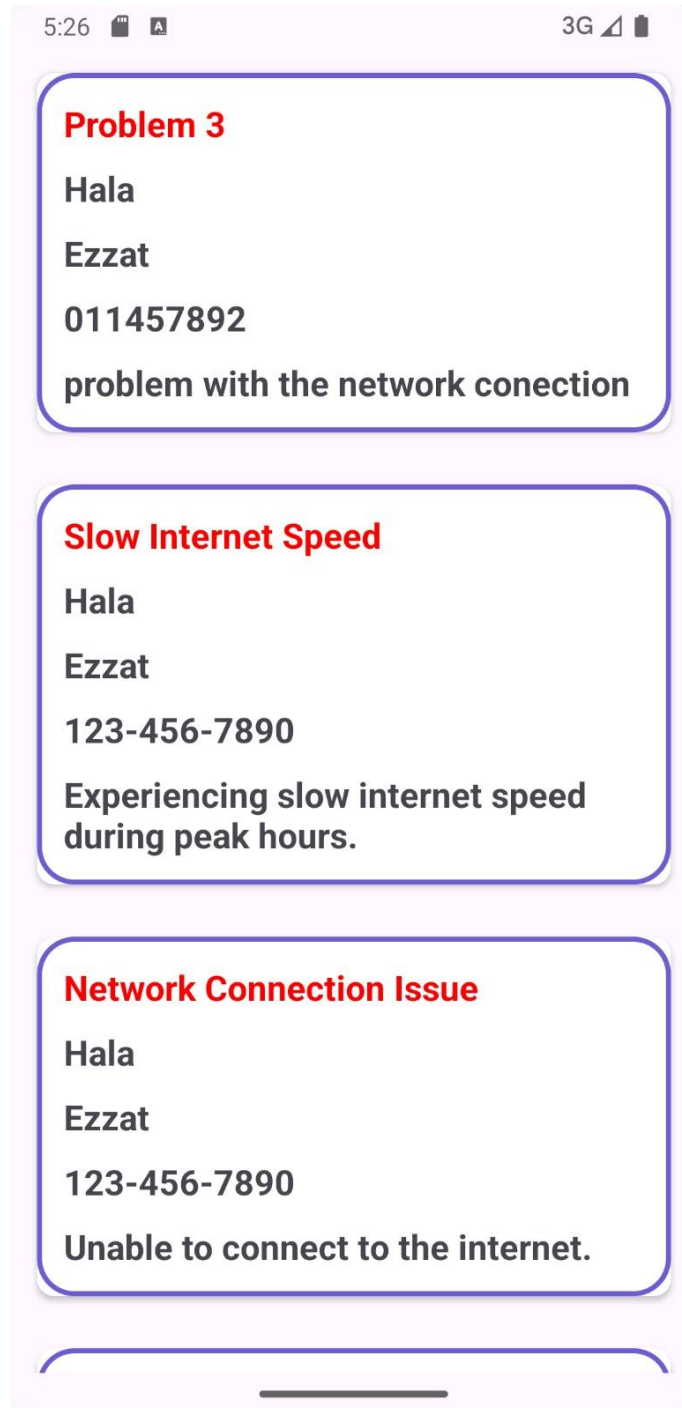 5:26
3G
Problem 3
Hala
Ezzat
011457892
problem with the network conection
Slow Internet Speed
Hala
Ezzat
123-456-7890
Experiencing slow internet speed
during peak hours.
Network Connection Issue
Hala
Ezzat
123-456-7890
Unable to connect to the internet.